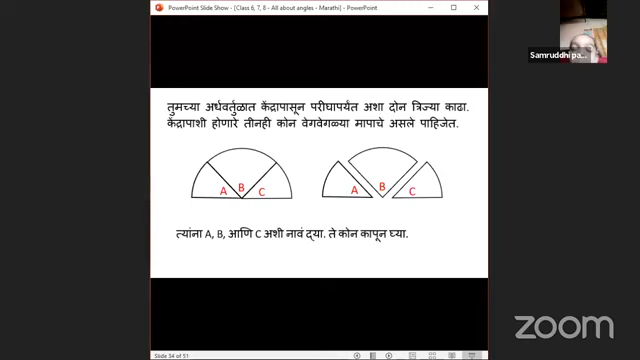 PowerPoint Slide Show - [Class 6, 7, 8 - All about angles - Marathi] - PowerPoint
Samruddhi pa...
तुमच्या अर्धवर्तुळात केंद्रापासून परीघापर्यंत अशा दोन त्रिज्या काढा.
केंद्रापाशी होणारे तीनही कोन वेगवेगळ्या मापाचे असले पाहिजेत.
A B C
A B C
त्यांना A, B, आणि C अशी नावं द्या. ते कोन कापून घ्या.
zoom
Slide 34 of 51